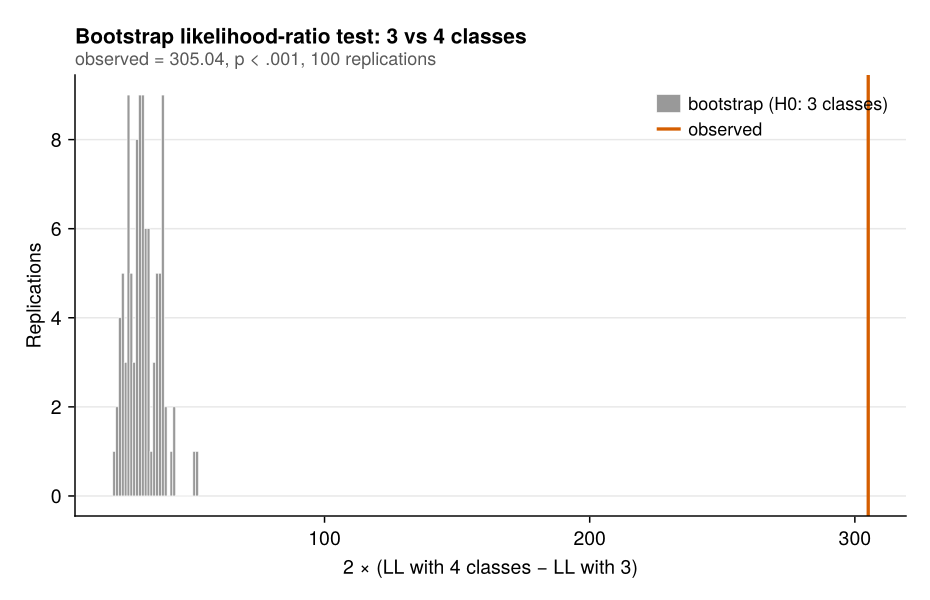 Bootstrap likelihood-ratio test: 3 vs 4 classes
observed = 305.04, p < .001, 100 replications
bootstrap (H0: 3 classes)
observed
Replications
8
6
4
2
0
100
200
300
2 × (LL with 4 classes − LL with 3)